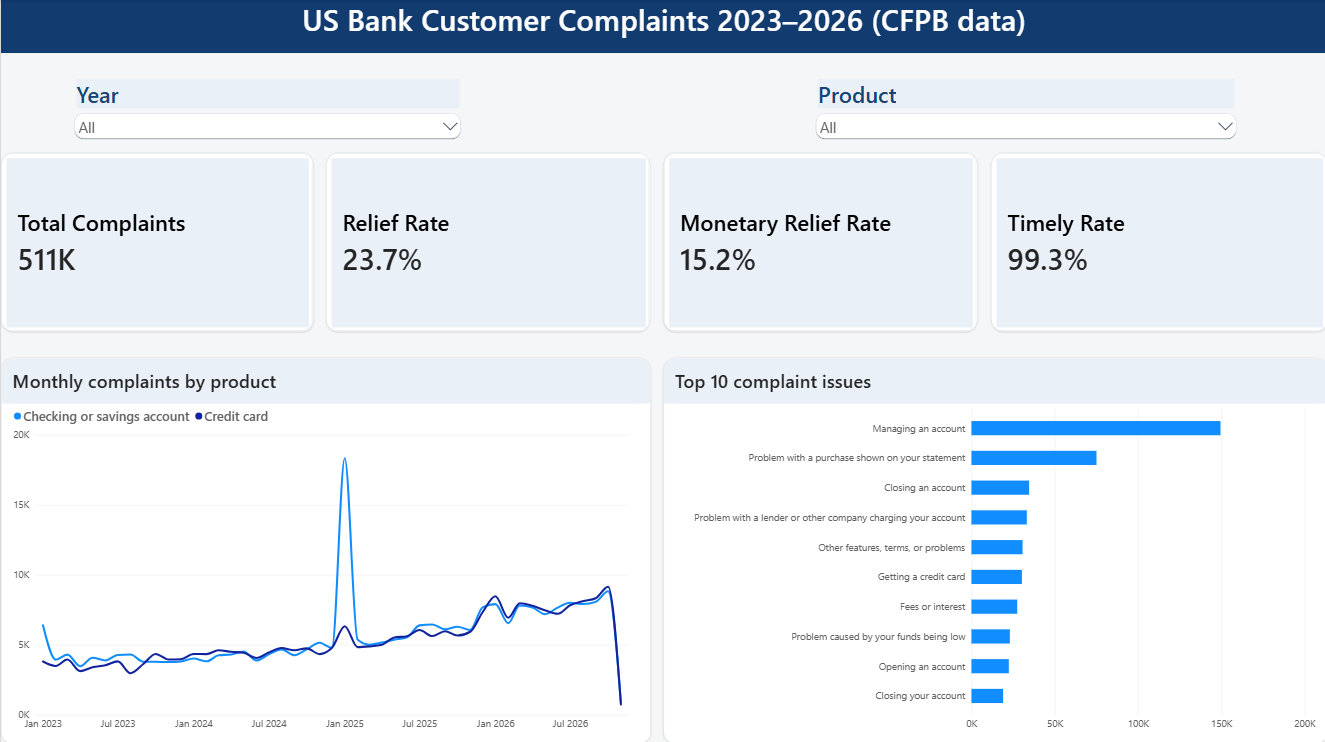 US Bank Customer Complaints 2023–2026 (CFPB data)
Year
Product
All
All
Total Complaints
511K
Relief Rate
23.7%
Monetary Relief Rate
15.2%
Timely Rate
99.3%
Monthly complaints by product
Checking or savings account Credit card
20K
15K
10K
5K
0K
Jan 2023 Jul 2023 Jan 2024 Jul 2024 Jan 2025 Jul 2025 Jan 2026 Jul 2026
Top 10 complaint issues
Managing an account
Problem with a purchase shown on your statement
Closing an account
Problem with a lender or other company charging your account
Other features, terms, or problems
Getting a credit card
Fees or interest
Problem caused by your funds being low
Opening an account
Closing your account
0K 50K 100K 150K 200K